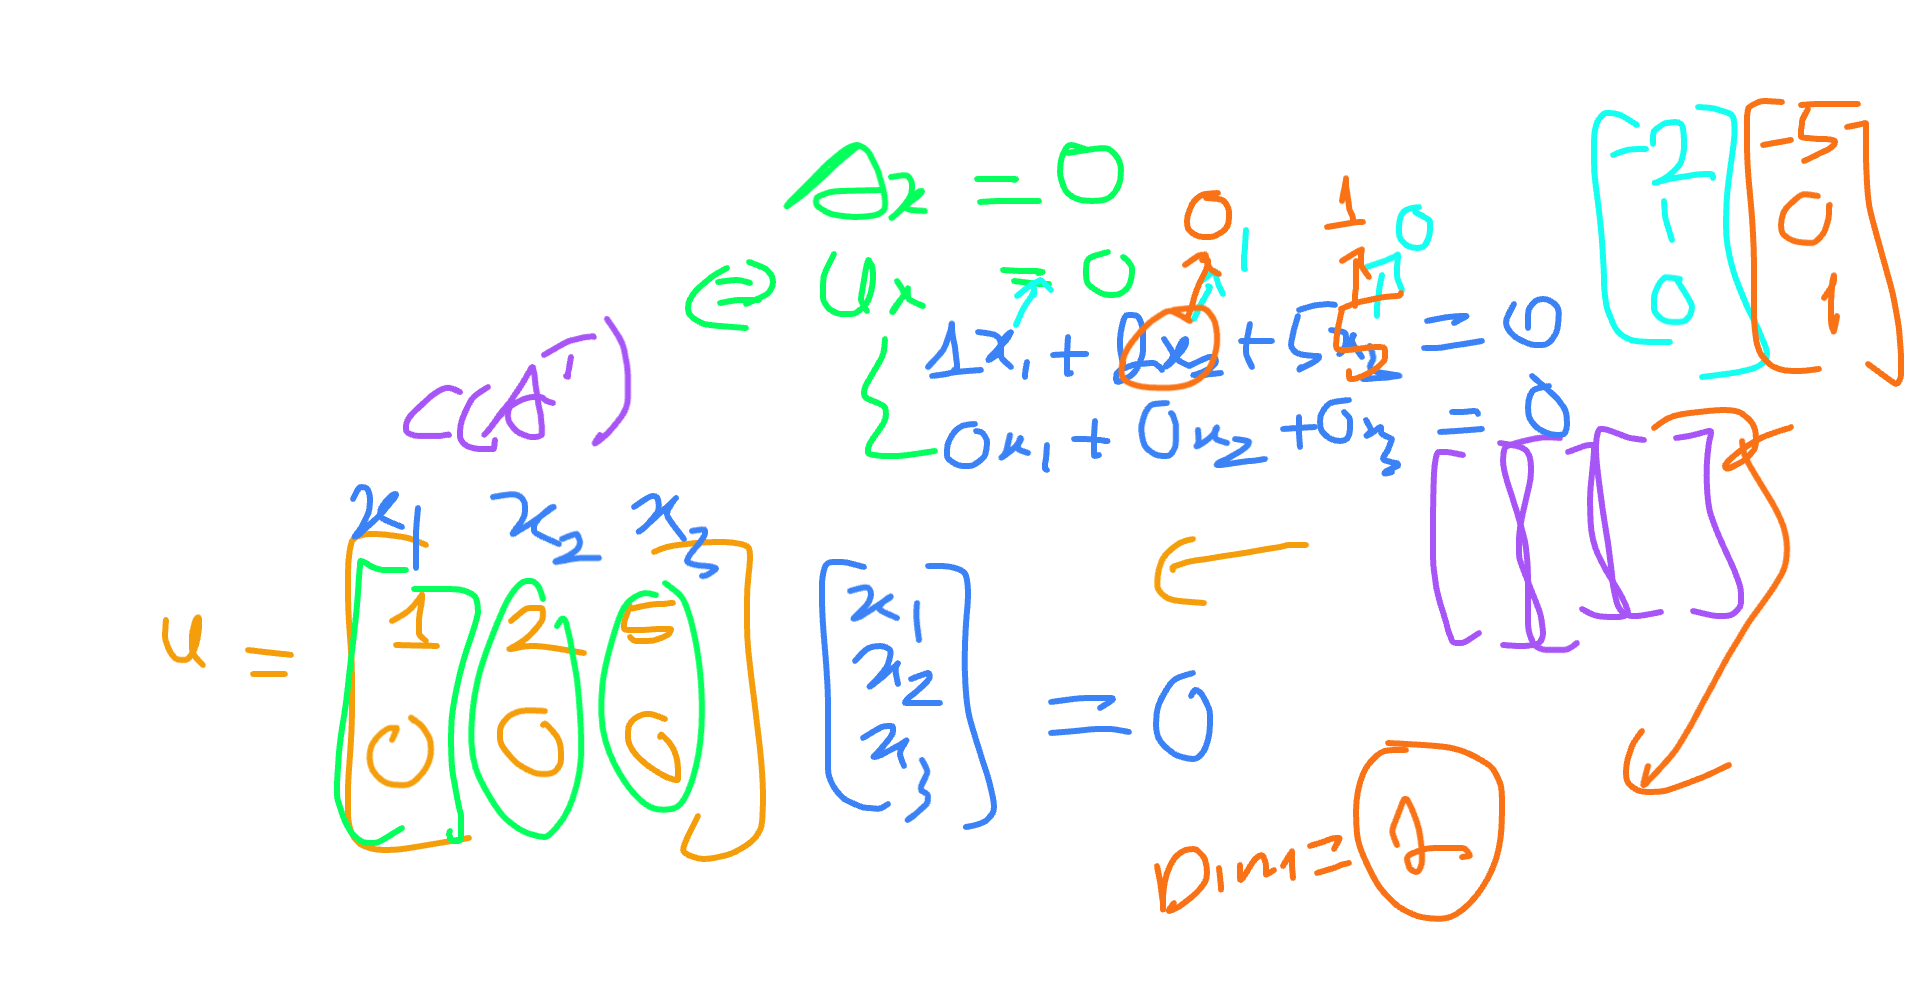 Ax = 0
⇔ Ux = 0
0 1 1 0
1x₁ + 2x₂ + 5x₃ = 0
0x₁ + 0x₂ + 0x₃ = 0
[-2 1 0] [-5 0 1]
C(Aᵀ)
x₁ x₂ x₃
U = [1 2 5
0 0 0]
[x₁
x₂
x₃] = 0
[ ] [ ] [ ]
Dim = 2